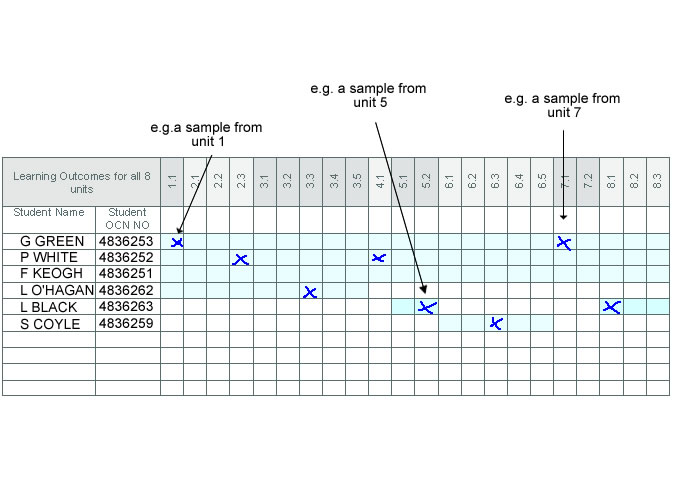 e.g. a sample from
unit 5
e.g. a sample from
unit 7
e.g.a sample from
unit 1
Learning Outcomes for all 8
units
1.1 2.1 2.2 2.3 3.1 3.2 3.3 3.4 3.5 4.1 5.1 5.2 6.1 6.2 6.3 6.4 6.5 7.1 7.2 8.1 8.2 8.3
Student Name Student
OCN NO
G GREEN 4836253
P WHITE 4836252
F KEOGH 4836251
L O'HAGAN 4836262
L BLACK 4836263
S COYLE 4836259